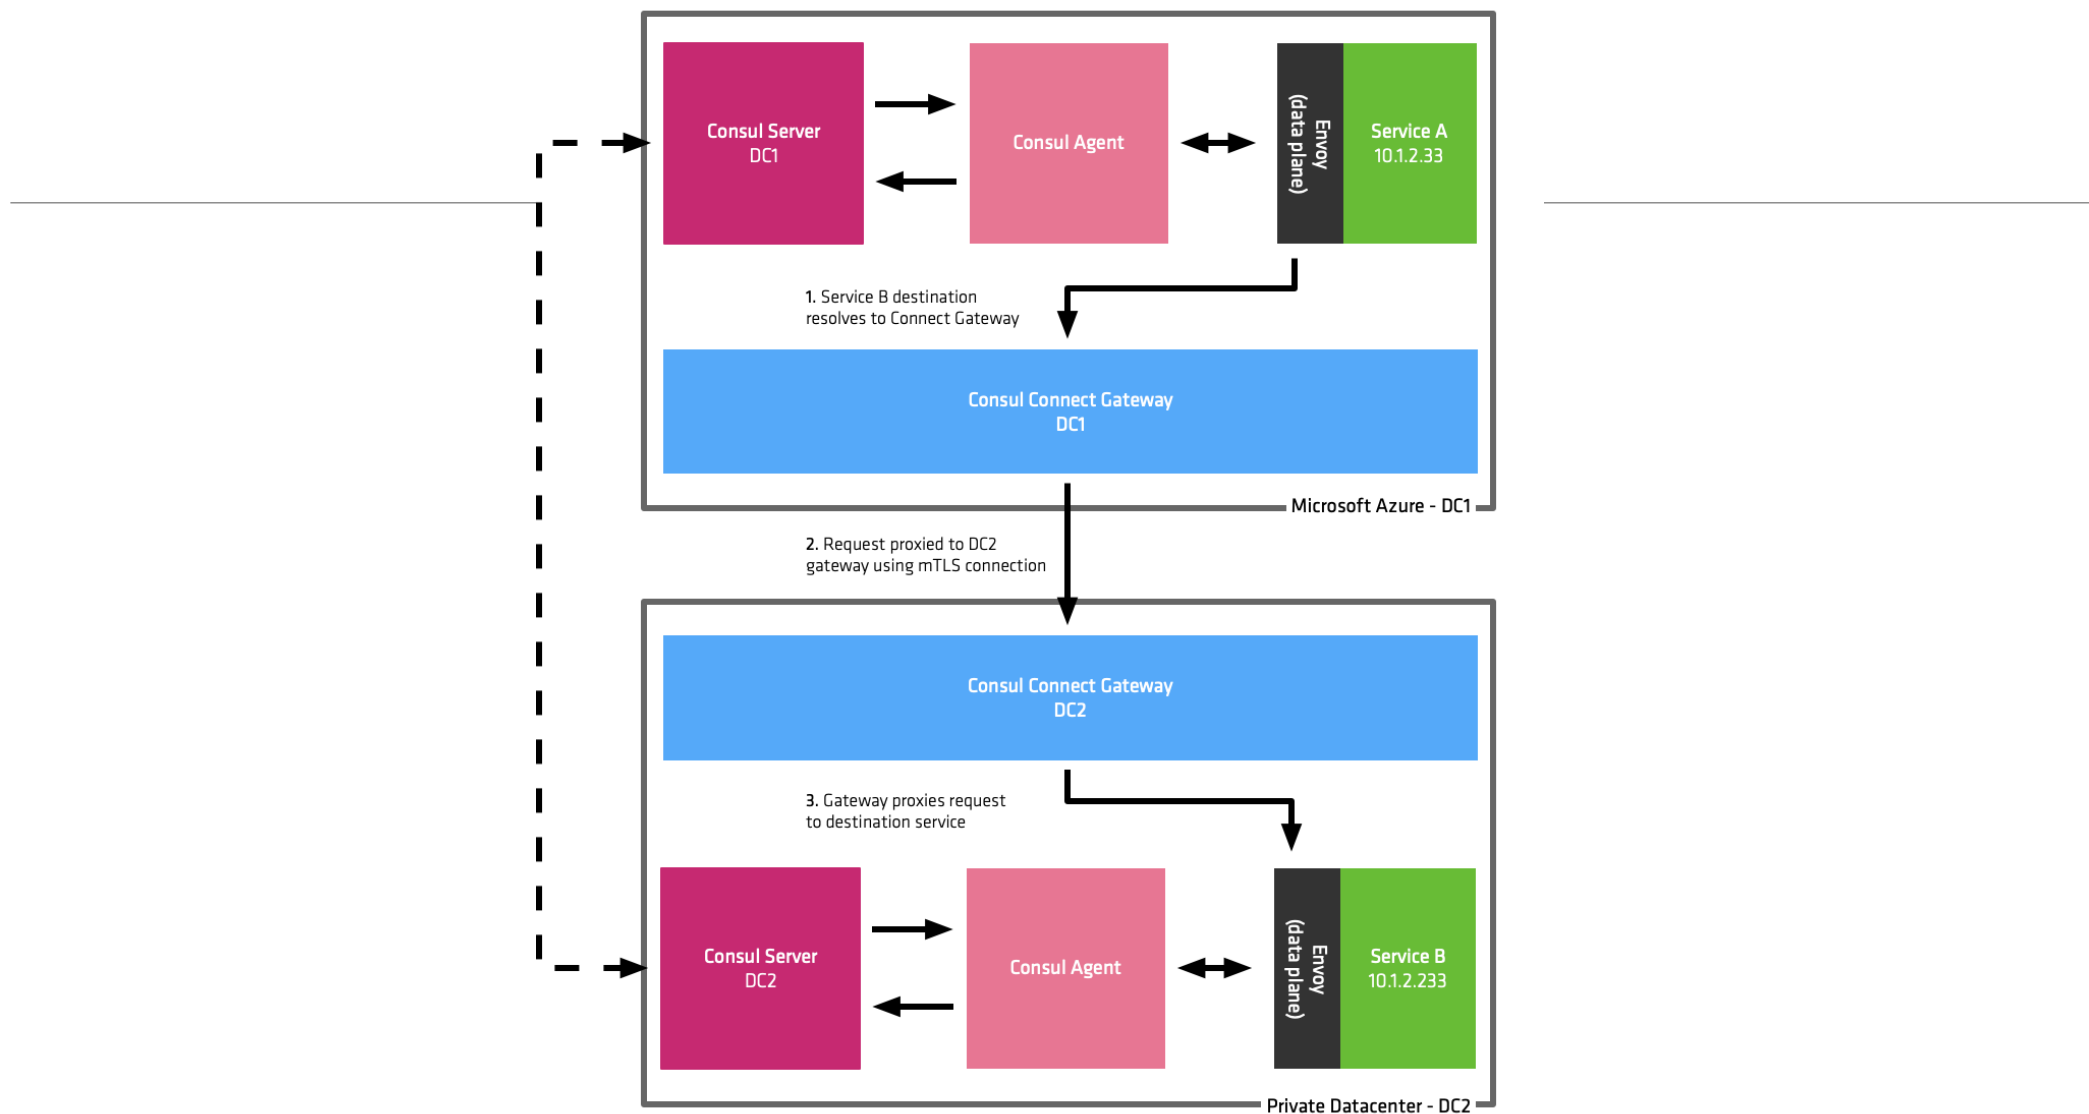 Consul Server
DC1
Consul Agent
Envoy
(data plane)
Service A
10.1.2.33
1. Service B destination
resolves to Connect Gateway
Consul Connect Gateway
DC1
Microsoft Azure - DC1
2. Request proxied to DC2
gateway using mTLS connection
Consul Connect Gateway
DC2
3. Gateway proxies request
to destination service
Consul Server
DC2
Consul Agent
Envoy
(data plane)
Service B
10.1.2.233
Private Datacenter - DC2